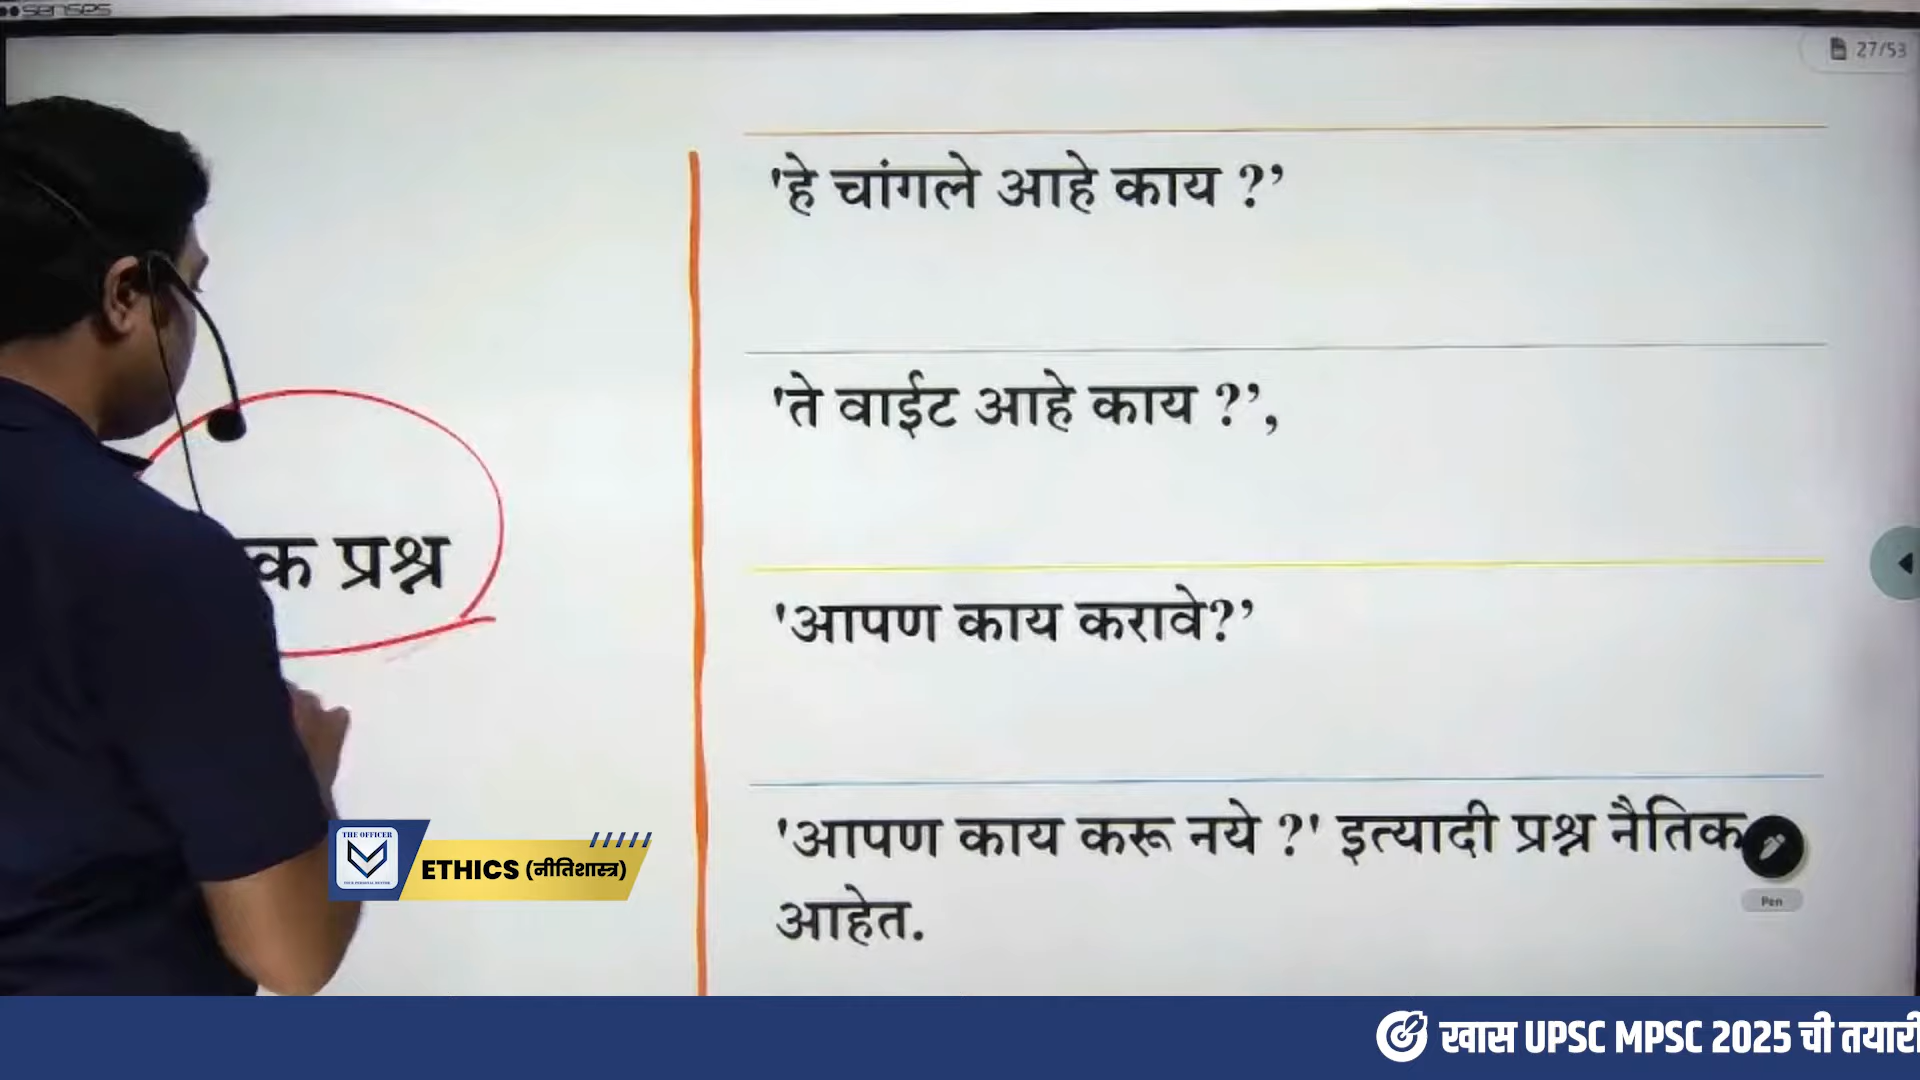 senses
27/53
'हे चांगले आहे काय ?’
'ते वाईट आहे काय ?’,
क प्रश्न
'आपण काय करावे?’
'आपण काय करू नये ?' इत्यादी प्रश्न नैतिक
आहेत.
Pen
THE OFFICER
ETHICS (नीतिशास्त्र)
खास UPSC MPSC 2025 ची तयारी